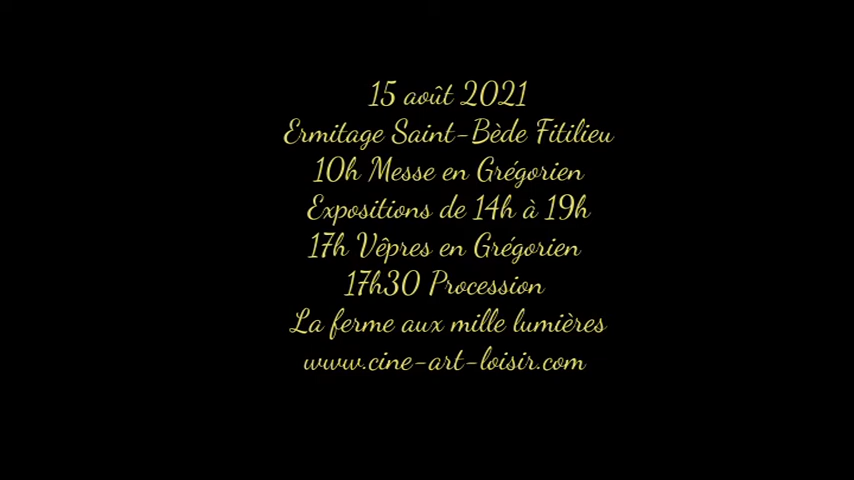 15 août 2021
Ermitage Saint-Bède Fitilieu
10h Messe en Grégorien
Expositions de 14h à 19h
17h Vêpres en Grégorien
17h30 Procession
La ferme aux mille lumières
www.cine-art-loisir.com